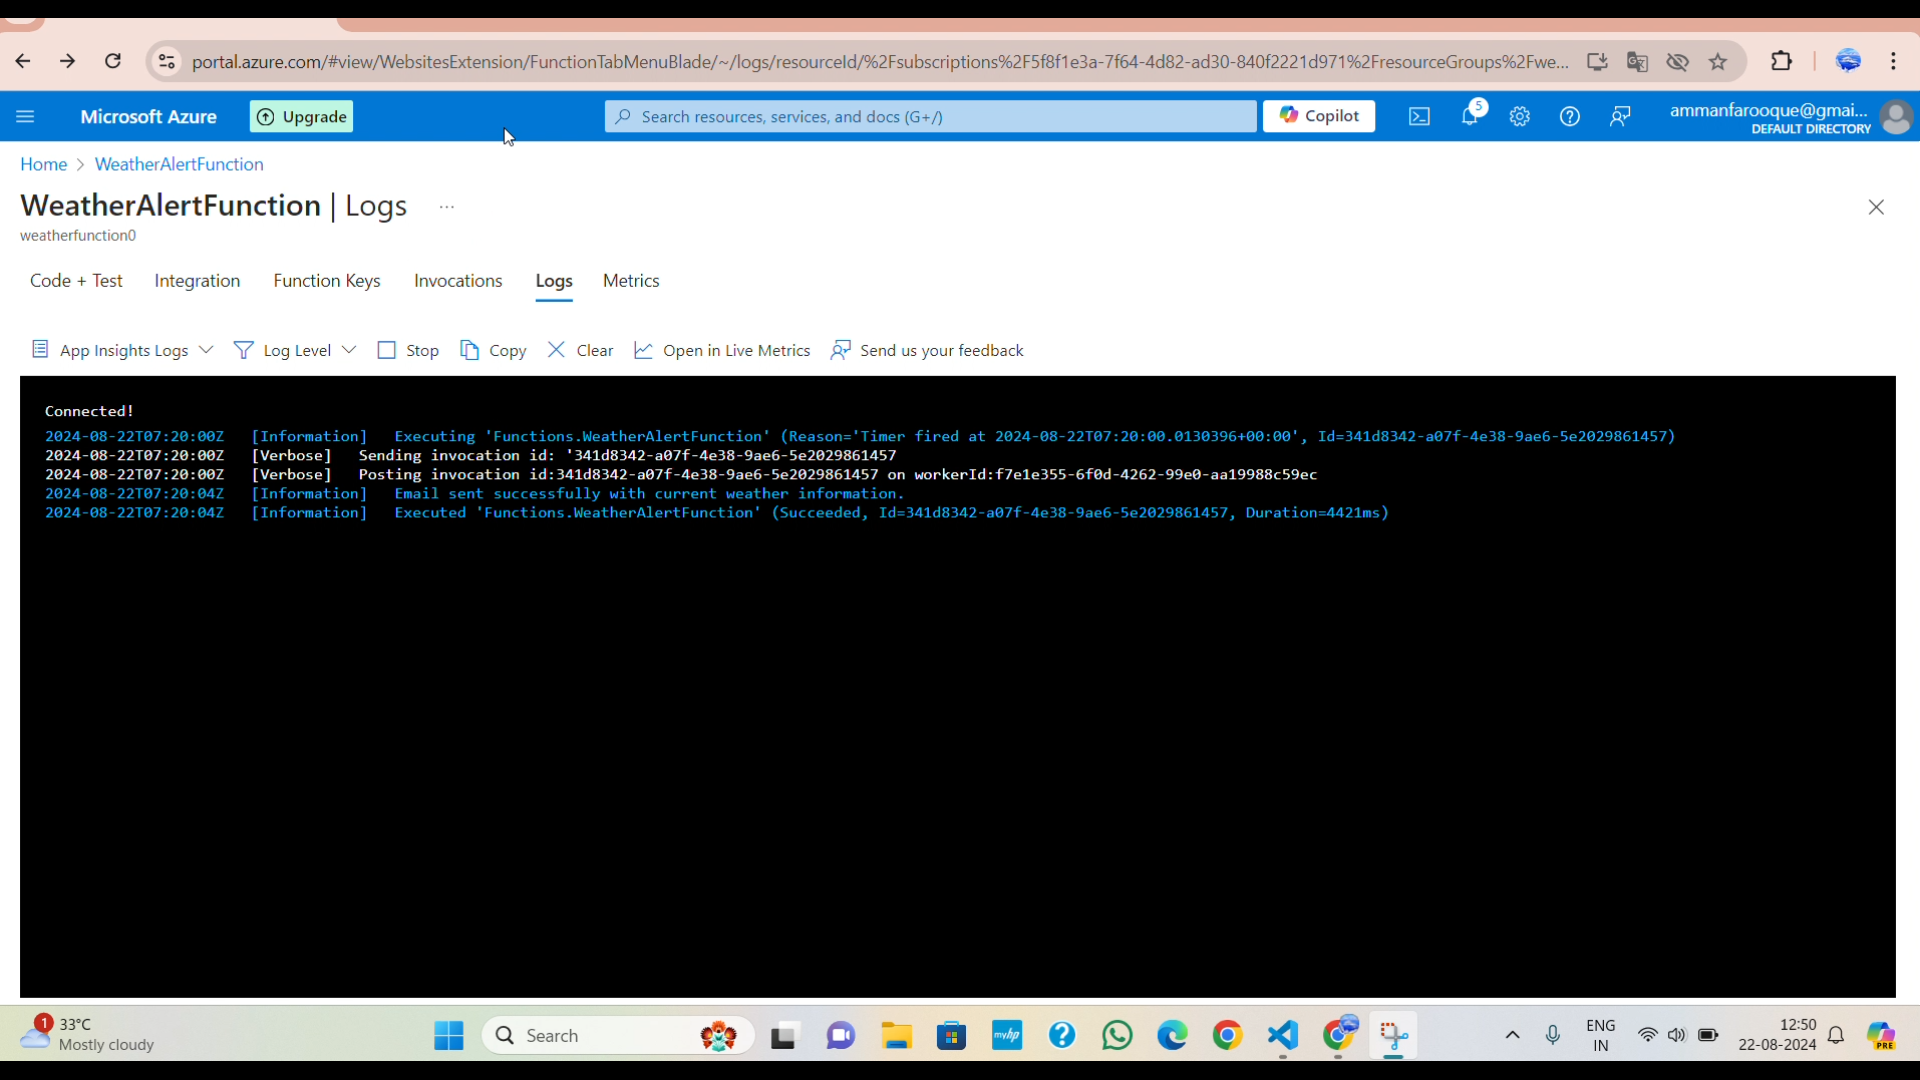 portal.azure.com/#view/WebsitesExtension/FunctionTabMenuBlade/~/logs/resourceId/%2Fsubscriptions%2F5f8f1e3a-7f64-4d82-ad30-840f2221d971%2FresourceGroups%2Fwe...
Microsoft Azure
Upgrade
Search resources, services, and docs (G+/)
Copilot
5
ammanfarooque@gmai...
DEFAULT DIRECTORY
Home > WeatherAlertFunction
WeatherAlertFunction | Logs ...
weatherfunction0
Code + Test Integration Function Keys Invocations Logs Metrics
App Insights Logs Log Level Stop Copy Clear Open in Live Metrics Send us your feedback
Connected!
2024-08-22T07:20:00Z [Information] Executing 'Functions.WeatherAlertFunction' (Reason='Timer fired at 2024-08-22T07:20:00.0130396+00:00', Id=341d8342-a07f-4e38-9ae6-5e2029861457)
2024-08-22T07:20:00Z [Verbose] Sending invocation id: '341d8342-a07f-4e38-9ae6-5e2029861457
2024-08-22T07:20:00Z [Verbose] Posting invocation id:341d8342-a07f-4e38-9ae6-5e2029861457 on workerId:f7e1e355-6f0d-4262-99e0-aa19988c59ec
2024-08-22T07:20:04Z [Information] Email sent successfully with current weather information.
2024-08-22T07:20:04Z [Information] Executed 'Functions.WeatherAlertFunction' (Succeeded, Id=341d8342-a07f-4e38-9ae6-5e2029861457, Duration=4421ms)
1
33°C
Mostly cloudy
Search
myhp
ENG
IN
12:50
22-08-2024
PRE